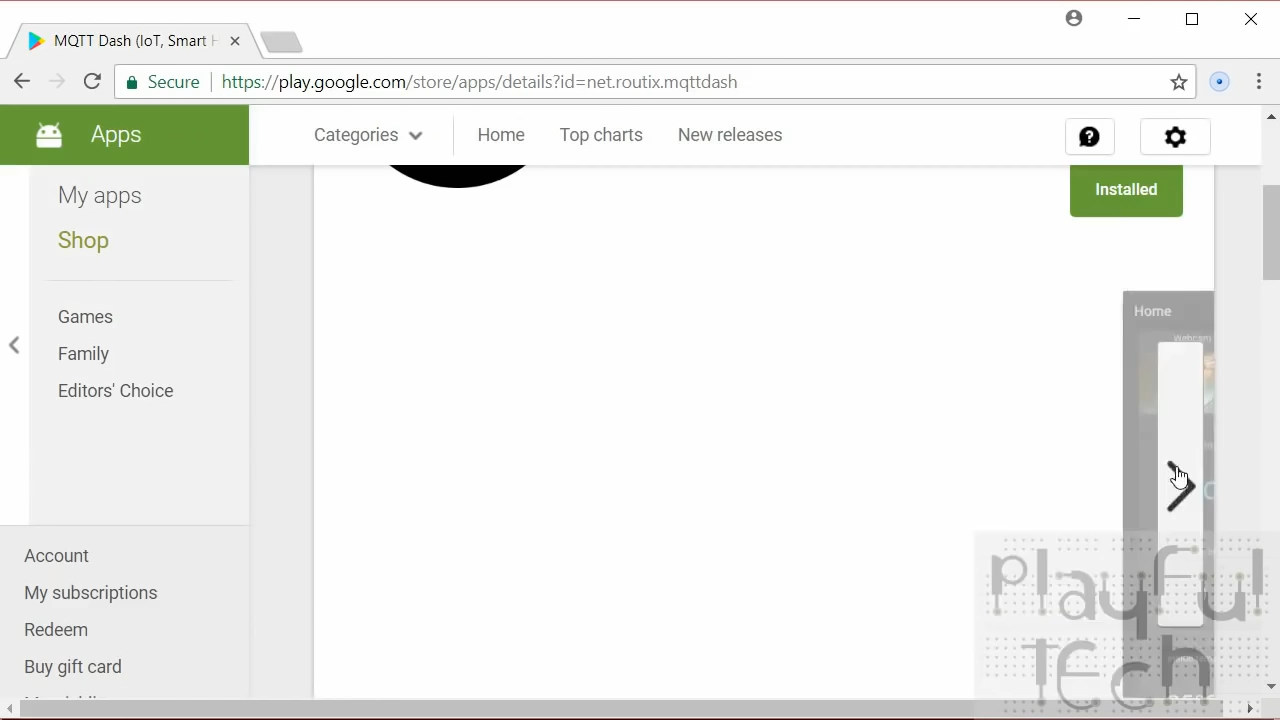 MQTT Dash (IoT, Smart H
Secure
https://play.google.com/store/apps/details?id=net.routix.mqttdash
Apps
Categories
Home
Top charts
New releases
My apps
Shop
Installed
Games
Family
Editors' Choice
Home
Webcam
Account
My subscriptions
Redeem
Buy gift card
Playful
TEch